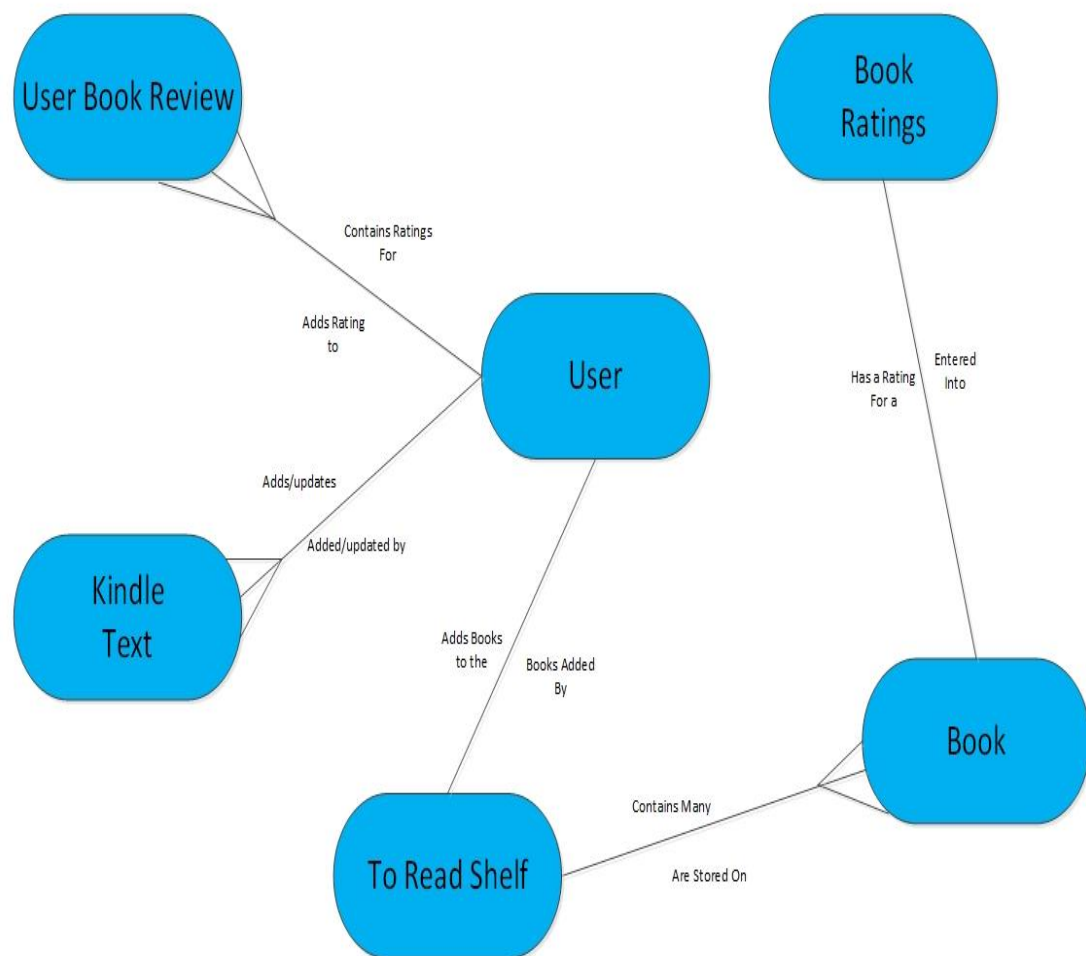 User Book Review
Book
Ratings
Contains Ratings
For
Adds Rating
to
User
Entered
Into
Has a Rating
For a
Adds/updates
Added/updated by
Kindle
Text
Adds Books
to the
Books Added
By
Book
Contains Many
Are Stored On
To Read Shelf